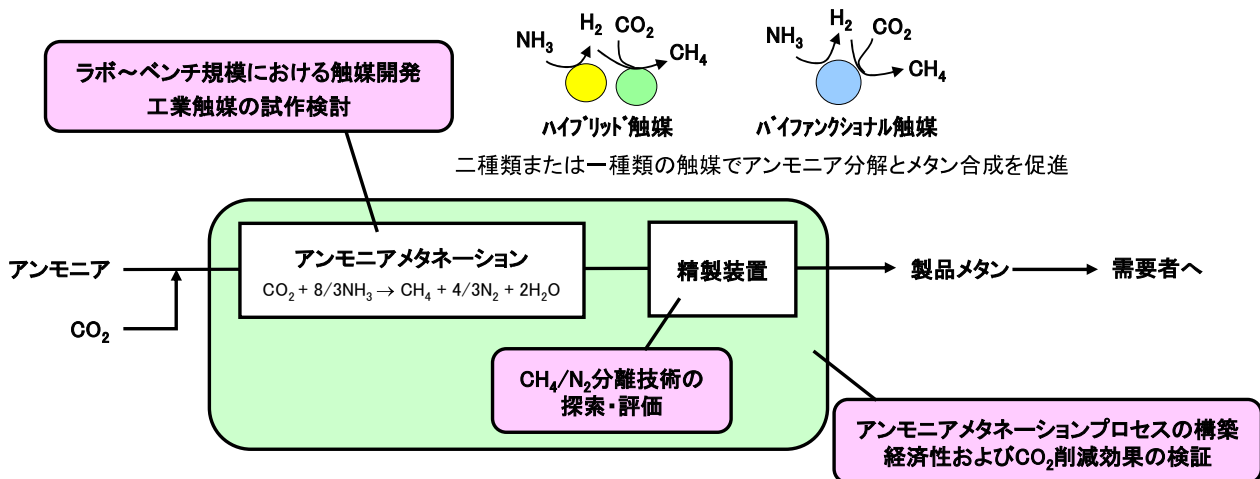 ラボ～ベンチ規模における触媒開発
工業触媒の試作検討
NH₃
H₂
CO₂
CH₄
ハイブリッド触媒
NH₃
H₂
CO₂
CH₄
バイファンクショナル触媒
二種類または一種類の触媒でアンモニア分解とメタン合成を促進
アンモニア
CO₂
アンモニアメタネーション
CO₂ + 8/3NH₃ → CH₄ + 4/3N₂ + 2H₂O
精製装置
製品メタン
需要者へ
CH₄/N₂分離技術の
探索・評価
アンモニアメタネーションプロセスの構築
経済性およびCO₂削減効果の検証